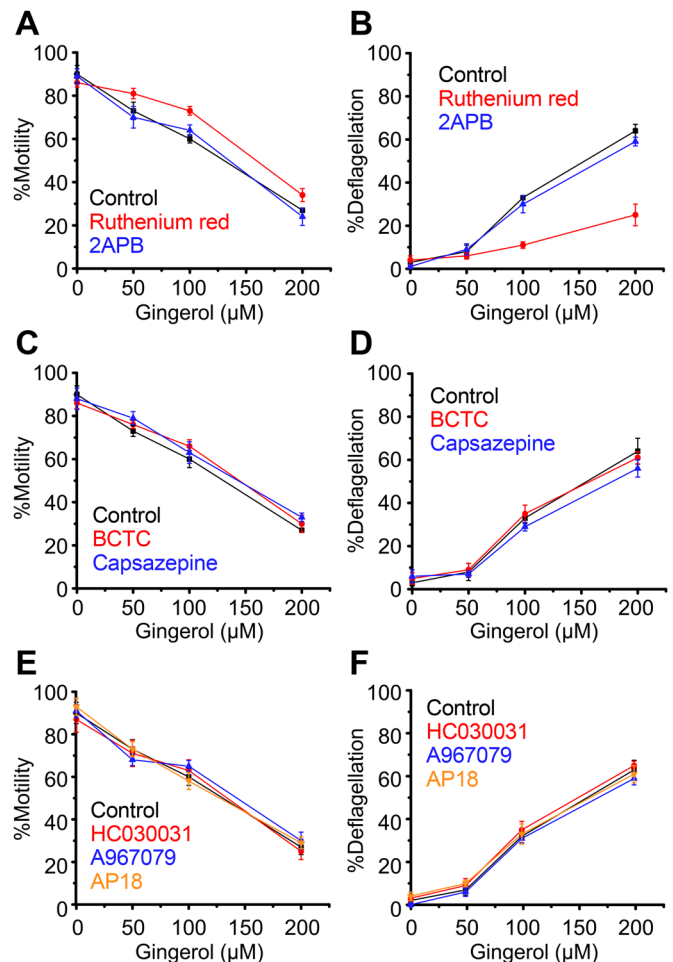 A
%Motility
100
80
60
40
20
0
Control
Ruthenium red
2APB
0 50 100 150 200
Gingerol (µM)
B
%Deflagellation
100
80
60
40
20
0
Control
Ruthenium red
2APB
0 50 100 150 200
Gingerol (µM)
C
%Motility
100
80
60
40
20
0
Control
BCTC
Capsazepine
0 50 100 150 200
Gingerol (µM)
D
%Deflagellation
100
80
60
40
20
0
Control
BCTC
Capsazepine
0 50 100 150 200
Gingerol (µM)
E
%Motility
100
80
60
40
20
0
Control
HC030031
A967079
AP18
0 50 100 150 200
Gingerol (µM)
F
%Deflagellation
100
80
60
40
20
0
Control
HC030031
A967079
AP18
0 50 100 150 200
Gingerol (µM)